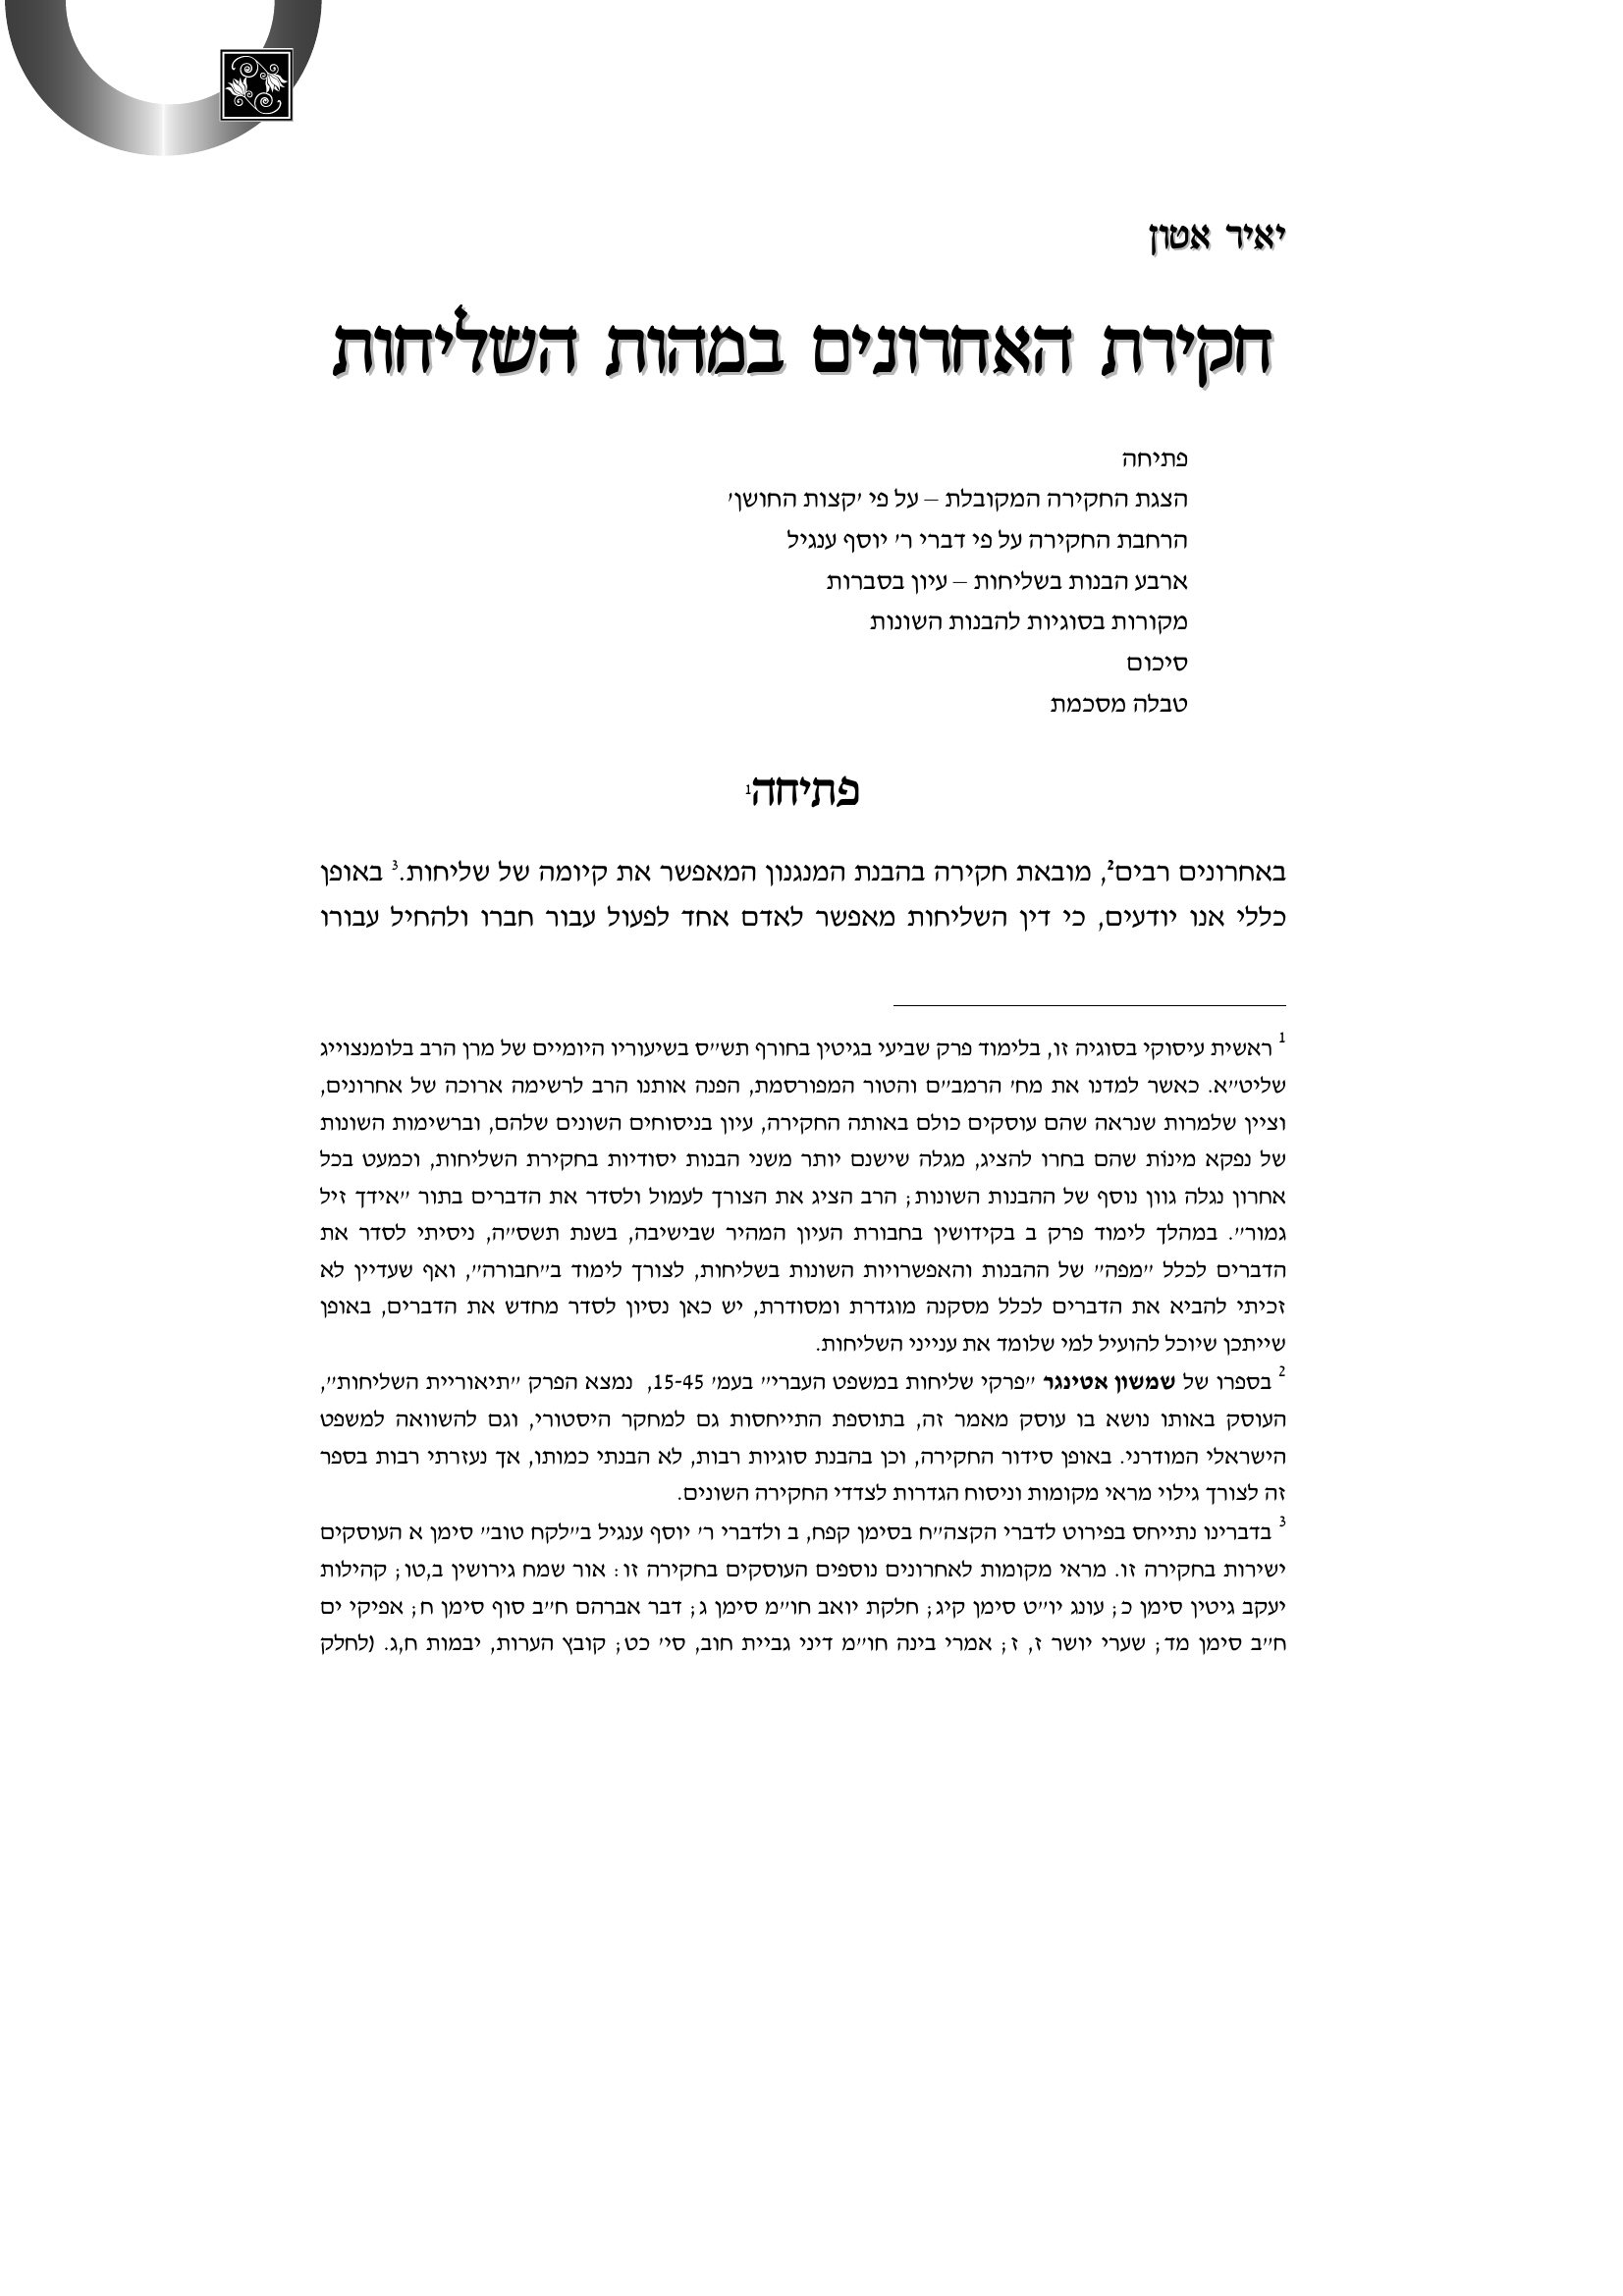 יאיר אטון
חקירת האחרונים במהות השליחות
פתיחה
הצגת החקירה המקובלת – על פי 'קצות החושן'
הרחבת החקירה על פי דברי ר' יוסף ענגיל
ארבע הבנות בשליחות – עיון בסברות
מקורות בסוגיות להבנות השונות
סיכום
טבלה מסכמת
פתיחה1
באחרונים רבים2, מובאת חקירה בהבנת המנגנון המאפשר את קיומה של שליחות.3 באופן
כללי אנו יודעים, כי דין השליחות מאפשר לאדם אחד לפעול עבור חברו ולהחיל עבורו
1 ראשית עיסוקי בסוגיה זו, בלימוד פרק שביעי בגיטין בחורף תש"ס בשיעוריו היומיים של מרן הרב בלומנצוייג
שליט"א. כאשר למדנו את מח' הרמב"ם והטור המפורסמת, הפנה אותנו הרב לרשימה ארוכה של אחרונים,
וציין שלמרות שנראה שהם עוסקים כולם באותה החקירה, עיון בניסוחים השונים שלהם, וברשימות השונות
של נפקא מינוֹת שהם בחרו להציג, מגלה שישנם יותר משני הבנות יסודיות בחקירת השליחות, וכמעט בכל
אחרון נגלה גוון נוסף של ההבנות השונות; הרב הציג את הצורך לעמול ולסדר את הדברים בתור "אידך זיל
גמור". במהלך לימוד פרק ב בקידושין בחבורת העיון המהיר שבישיבה, בשנת תשס"ה, ניסיתי לסדר את
הדברים לכלל "מפה" של ההבנות והאפשרויות השונות בשליחות, לצורך לימוד ב"חבורה", ואף שעדיין לא
זכיתי להביא את הדברים לכלל מסקנה מוגדרת ומסודרת, יש כאן נסיון לסדר מחדש את הדברים, באופן
שייתכן שיוכל להועיל למי שלומד את ענייני השליחות.
2 בספרו של שמשון אטינגר "פרקי שליחות במשפט העברי" בעמ' 15-45, נמצא הפרק "תיאוריית השליחות",
העוסק באותו נושא בו עוסק מאמר זה, בתוספת התייחסות גם למחקר היסטורי, וגם להשוואה למשפט
הישראלי המודרני. באופן סידור החקירה, וכן בהבנת סוגיות רבות, לא הבנתי כמותו, אך נעזרתי רבות בספר
זה לצורך גילוי מראי מקומות וניסוח הגדרות לצדדי החקירה השונים.
3 בדברינו נתייחס בפירוט לדברי הקצה"ח בסימן קפח, ב ולדברי ר' יוסף ענגיל ב"לקח טוב" סימן א העוסקים
ישירות בחקירה זו. מראי מקומות לאחרונים נוספים העוסקים בחקירה זו: אור שמח גירושין ב,טו; קהילות
יעקב גיטין סימן כ; עונג יו"ט סימן קיג; חלקת יואב חו"מ סימן ג; דבר אברהם ח"ב סוף סימן ח; אפיקי ים
ח"ב סימן מד; שערי יושר ז, ז; אמרי בינה חו"מ דיני גביית חוב, סי' כט; קובץ הערות, יבמות ח,ג. (לחלק